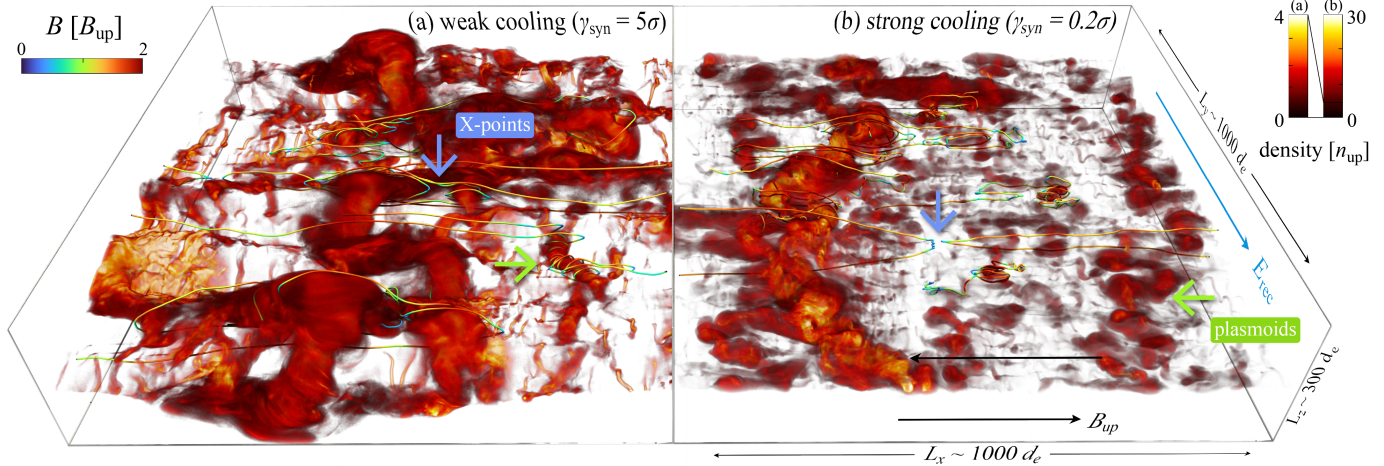 B [B_up]
0 2
(a) weak cooling (γ_syn = 5σ)
(b) strong cooling (γ_syn = 0.2σ)
(a) (b)
4 30
0 0
density [n_up]
X-points
L_y ~ 1000 d_e
E_rec
plasmoids
L_z ~ 300 d_e
B_up
L_x ~ 1000 d_e